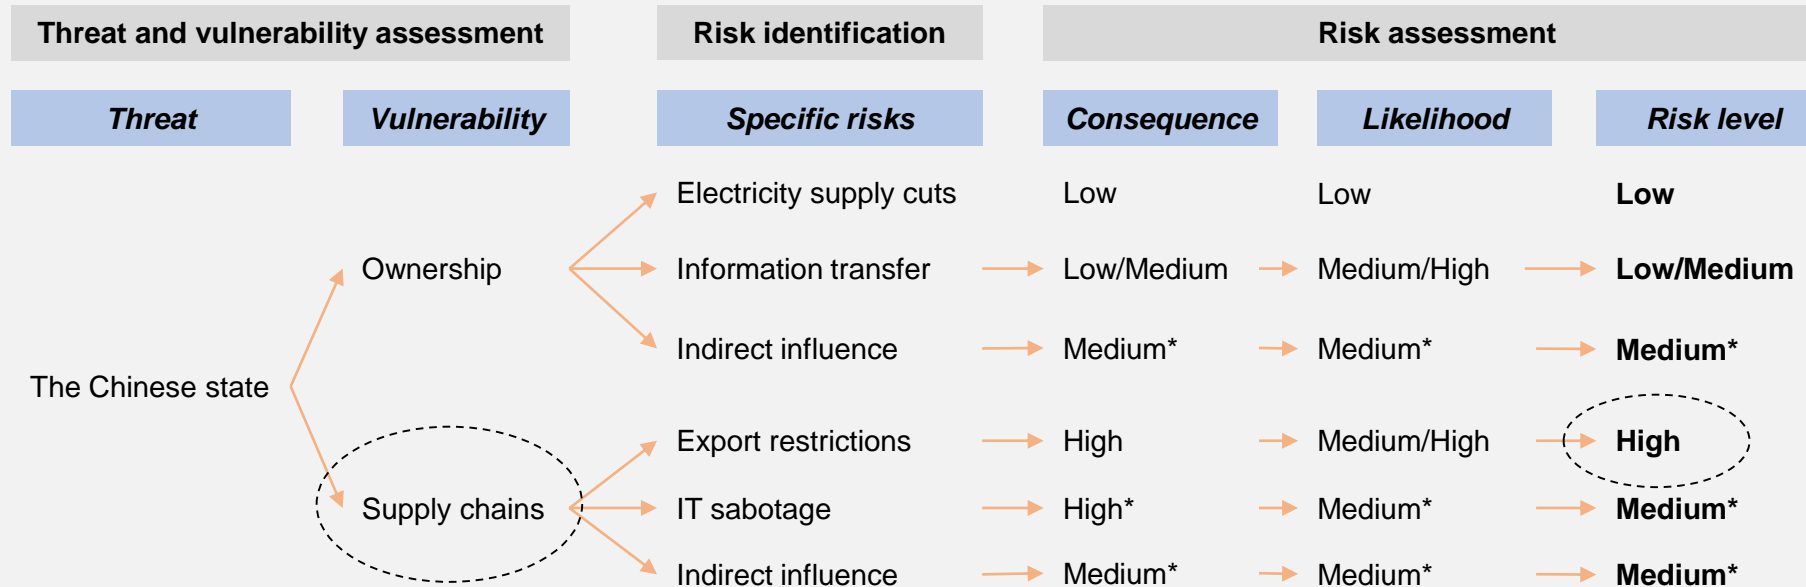 Threat and vulnerability assessment Risk identification Risk assessment
Threat Vulnerability Specific risks Consequence Likelihood Risk level
Electricity supply cuts Low Low Low
Ownership Information transfer Low/Medium Medium/High Low/Medium
Indirect influence Medium* Medium* Medium*
The Chinese state
Export restrictions High Medium/High High
Supply chains IT sabotage High* Medium* Medium*
Indirect influence Medium* Medium* Medium*